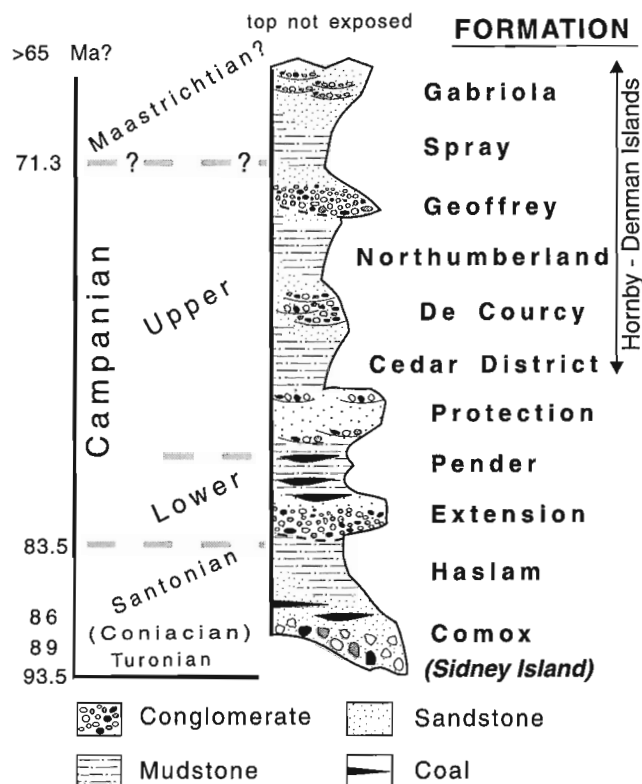 top not exposed
FORMATION
>65 Ma?
Maastrichtian?
Gabriola
Spray
71.3
? ?
Geoffrey
Northumberland
De Courcy
Cedar District
Hornby - Denman Islands
Campanian
Upper
Protection
Pender
Lower
Extension
83.5
Santonian
Haslam
86
(Coniacian)
Comox
89
Turonian
(Sidney Island)
93.5
Conglomerate
Sandstone
Mudstone
Coal